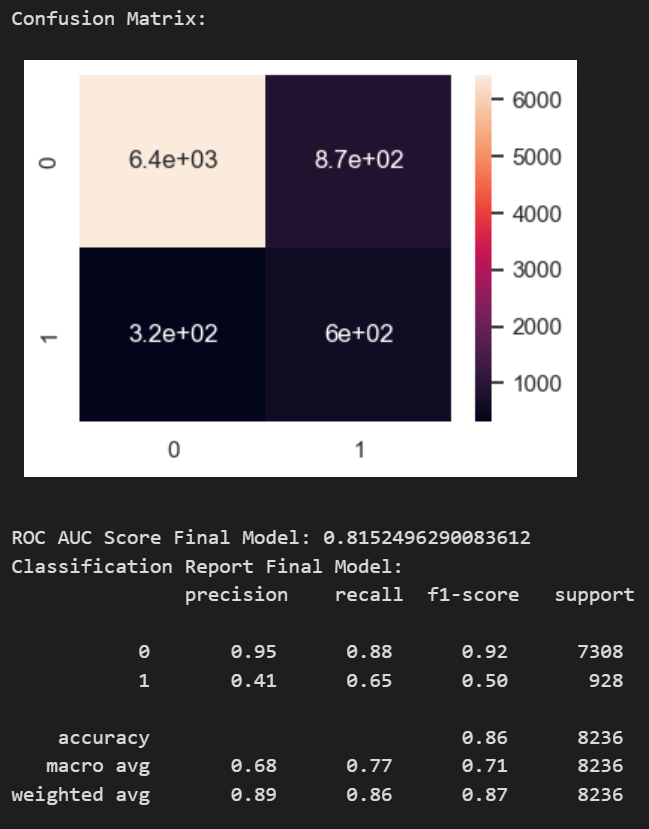 Confusion Matrix:
6000
0 6.4e+03 8.7e+02
5000
4000
3000
1 3.2e+02 6e+02
2000
1000
0 1
ROC AUC Score Final Model: 0.8152496290083612
Classification Report Final Model:
precision recall f1-score support
0 0.95 0.88 0.92 7308
1 0.41 0.65 0.50 928
accuracy 0.86 8236
macro avg 0.68 0.77 0.71 8236
weighted avg 0.89 0.86 0.87 8236